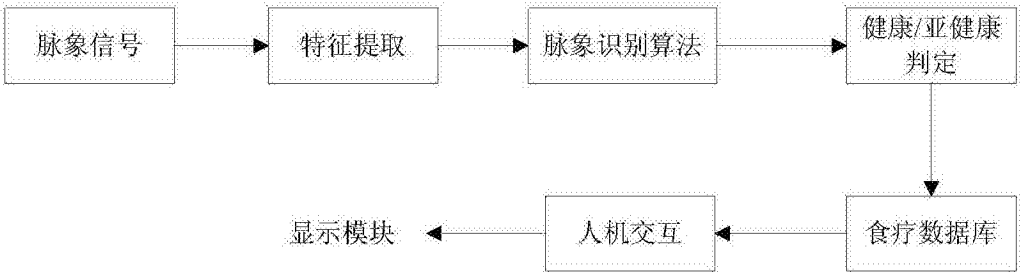 脉象信号
特征提取
脉象识别算法
健康/亚健康
判定
食疗数据库
人机交互
显示模块